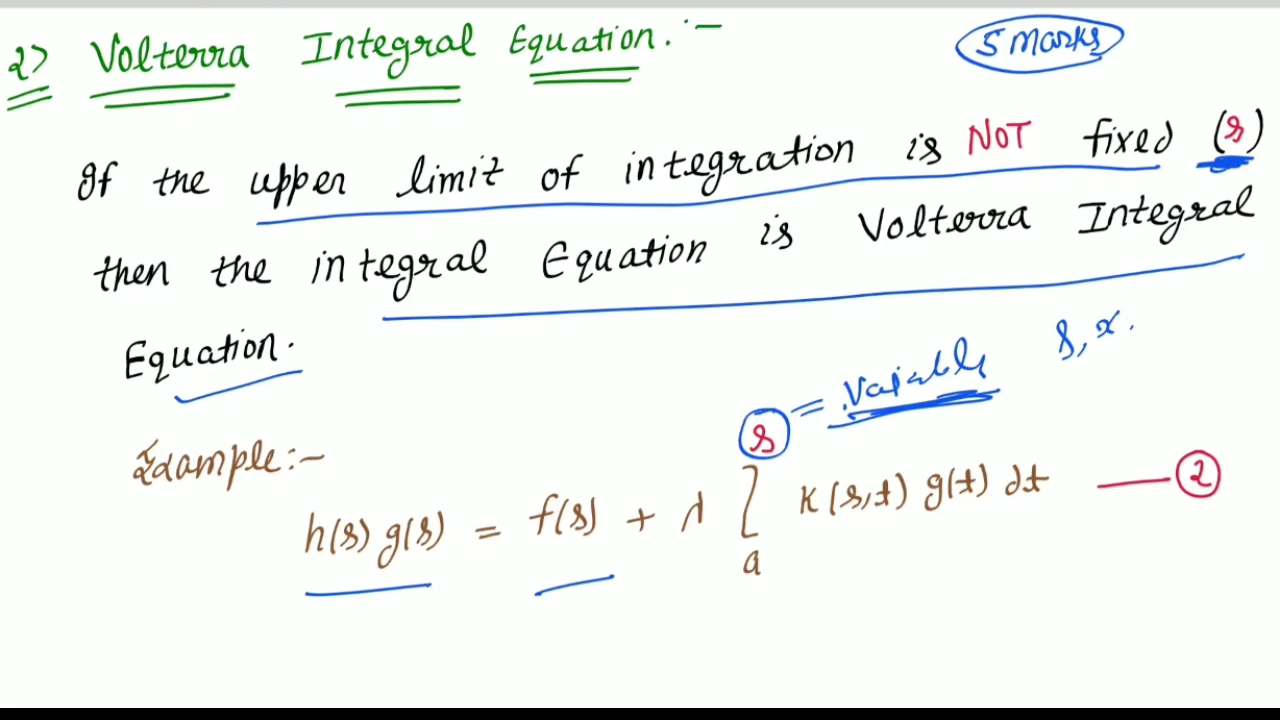 2) Volterra Integral Equation :-
5 Marks
If the upper limit of integration is NOT fixed (s)
then the integral Equation is Volterra Integral
Equation.
s = Variable s, x.
Example :-
h(s) g(s) = f(s) + λ ∫ₐˢ K(s,t) g(t) dt —— 2